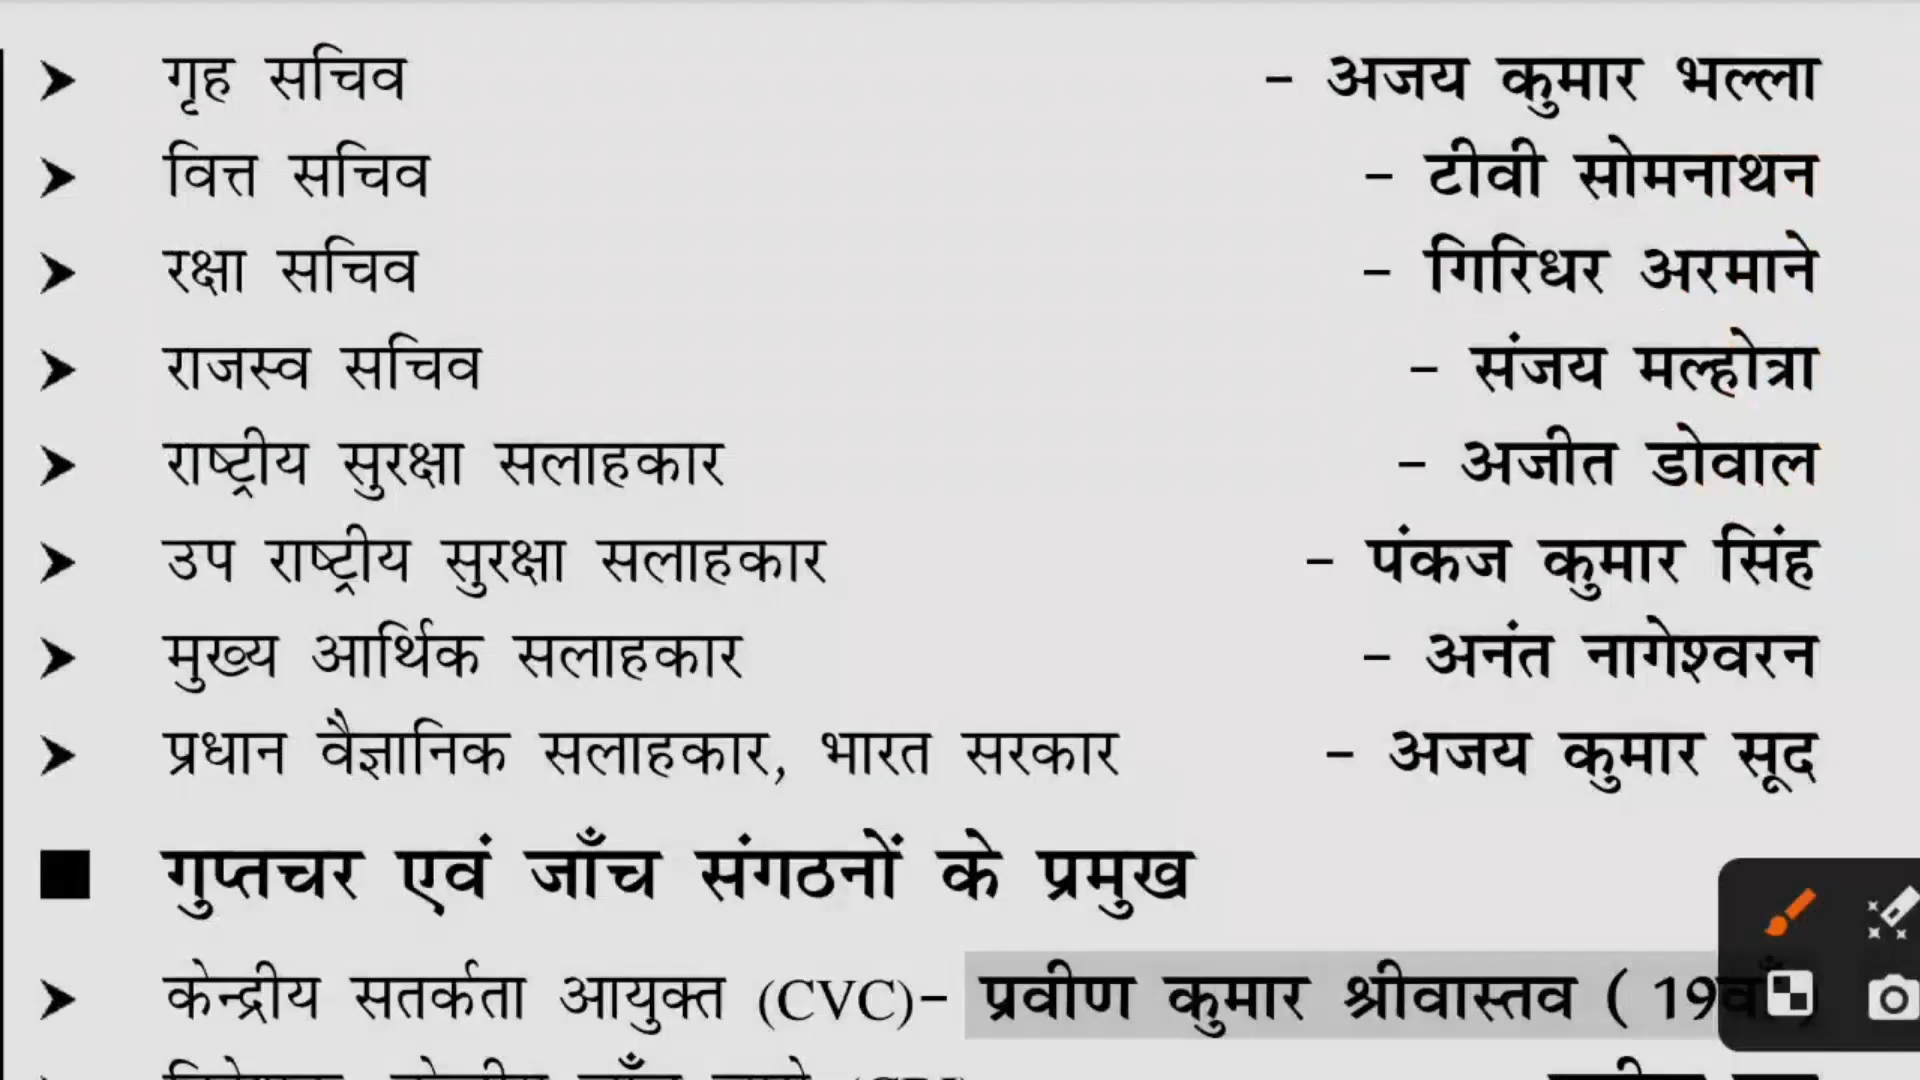 ➤ गृह सचिव – अजय कुमार भल्ला
➤ वित्त सचिव – टीवी सोमनाथन
➤ रक्षा सचिव – गिरिधर अरमाने
➤ राजस्व सचिव – संजय मल्होत्रा
➤ राष्ट्रीय सुरक्षा सलाहकार – अजीत डोवाल
➤ उप राष्ट्रीय सुरक्षा सलाहकार – पंकज कुमार सिंह
➤ मुख्य आर्थिक सलाहकार – अनंत नागेश्वरन
➤ प्रधान वैज्ञानिक सलाहकार, भारत सरकार – अजय कुमार सूद
■ गुप्तचर एवं जाँच संगठनों के प्रमुख
➤ केन्द्रीय सतर्कता आयुक्त (CVC)– प्रवीण कुमार श्रीवास्तव ( 19वाँ )